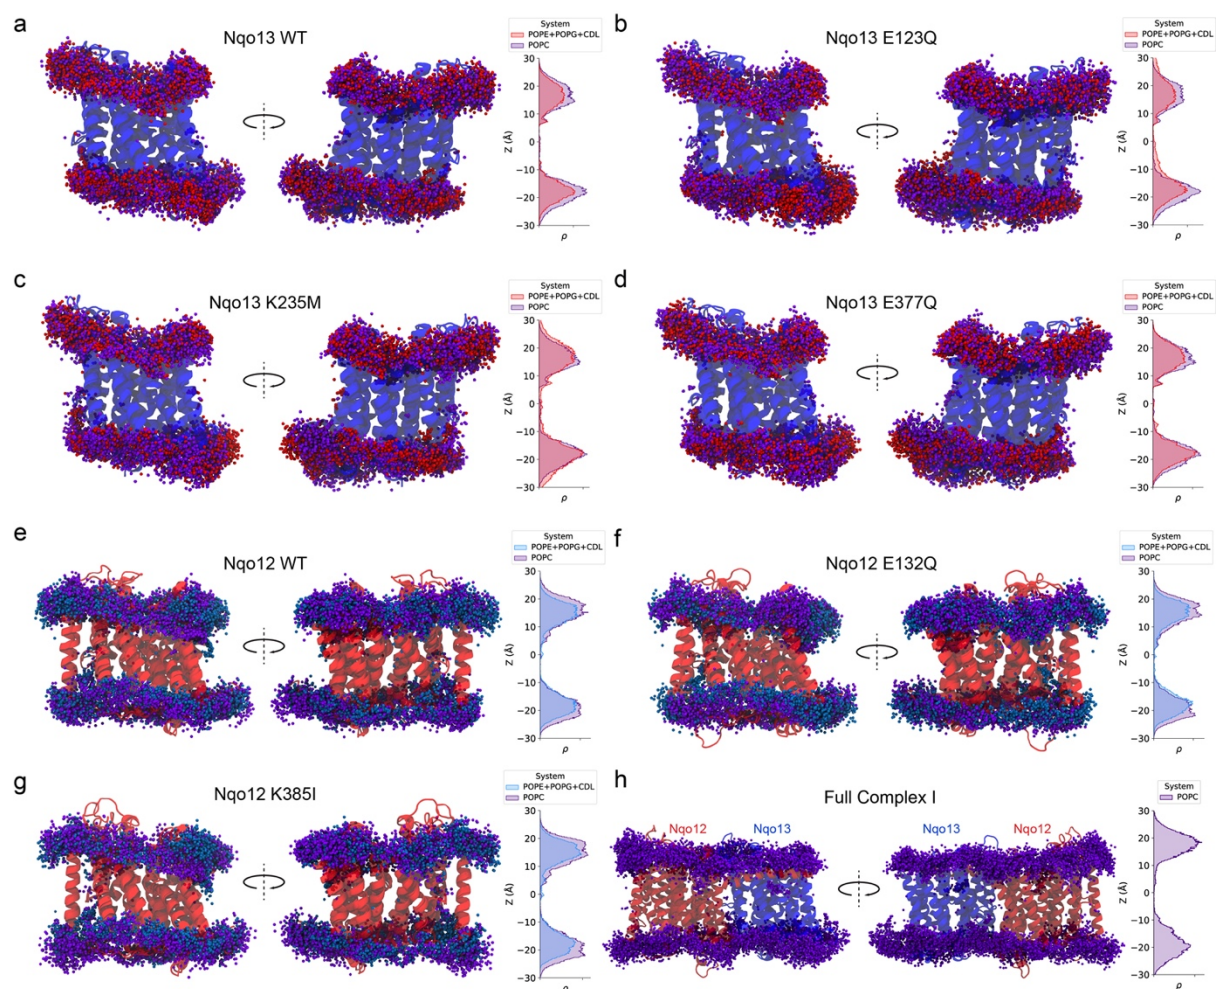 a
Nqo13 WT
System
POPE+POPG+CDL
POPC
30
20
10
0
−10
−20
−30
Z (Å)
ρ
b
Nqo13 E123Q
System
POPE+POPG+CDL
POPC
30
20
10
0
−10
−20
−30
Z (Å)
ρ
c
Nqo13 K235M
System
POPE+POPG+CDL
POPC
30
20
10
0
−10
−20
−30
Z (Å)
ρ
d
Nqo13 E377Q
System
POPE+POPG+CDL
POPC
30
20
10
0
−10
−20
−30
Z (Å)
ρ
e
Nqo12 WT
System
POPE+POPG+CDL
POPC
30
20
10
0
−10
−20
−30
Z (Å)
ρ
f
Nqo12 E132Q
System
POPE+POPG+CDL
POPC
30
20
10
0
−10
−20
−30
Z (Å)
ρ
g
Nqo12 K385I
System
POPE+POPG+CDL
POPC
30
20
10
0
−10
−20
−30
Z (Å)
ρ
h
Full Complex I
Nqo12 Nqo13 Nqo13 Nqo12
System
POPC
30
20
10
0
−10
−20
−30
Z (Å)
ρ